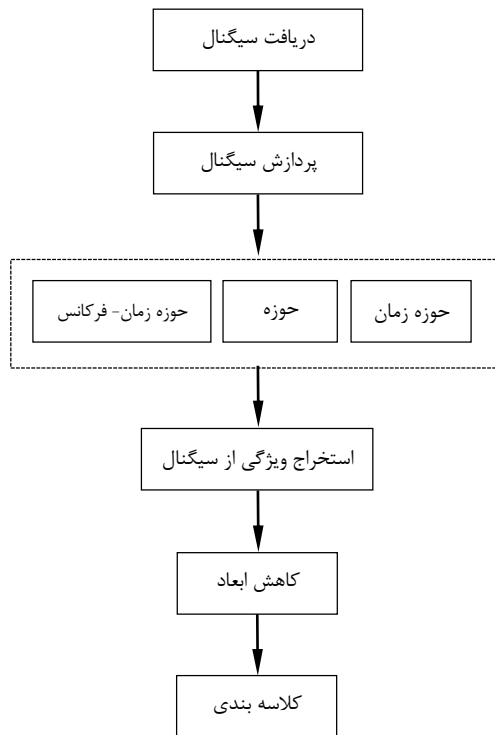 دریافت سیگنال
پردازش سیگنال
حوزه زمان
حوزه
حوزه زمان- فرکانس
استخراج ویژگی از سیگنال
کاهش ابعاد
کلاسه بندی